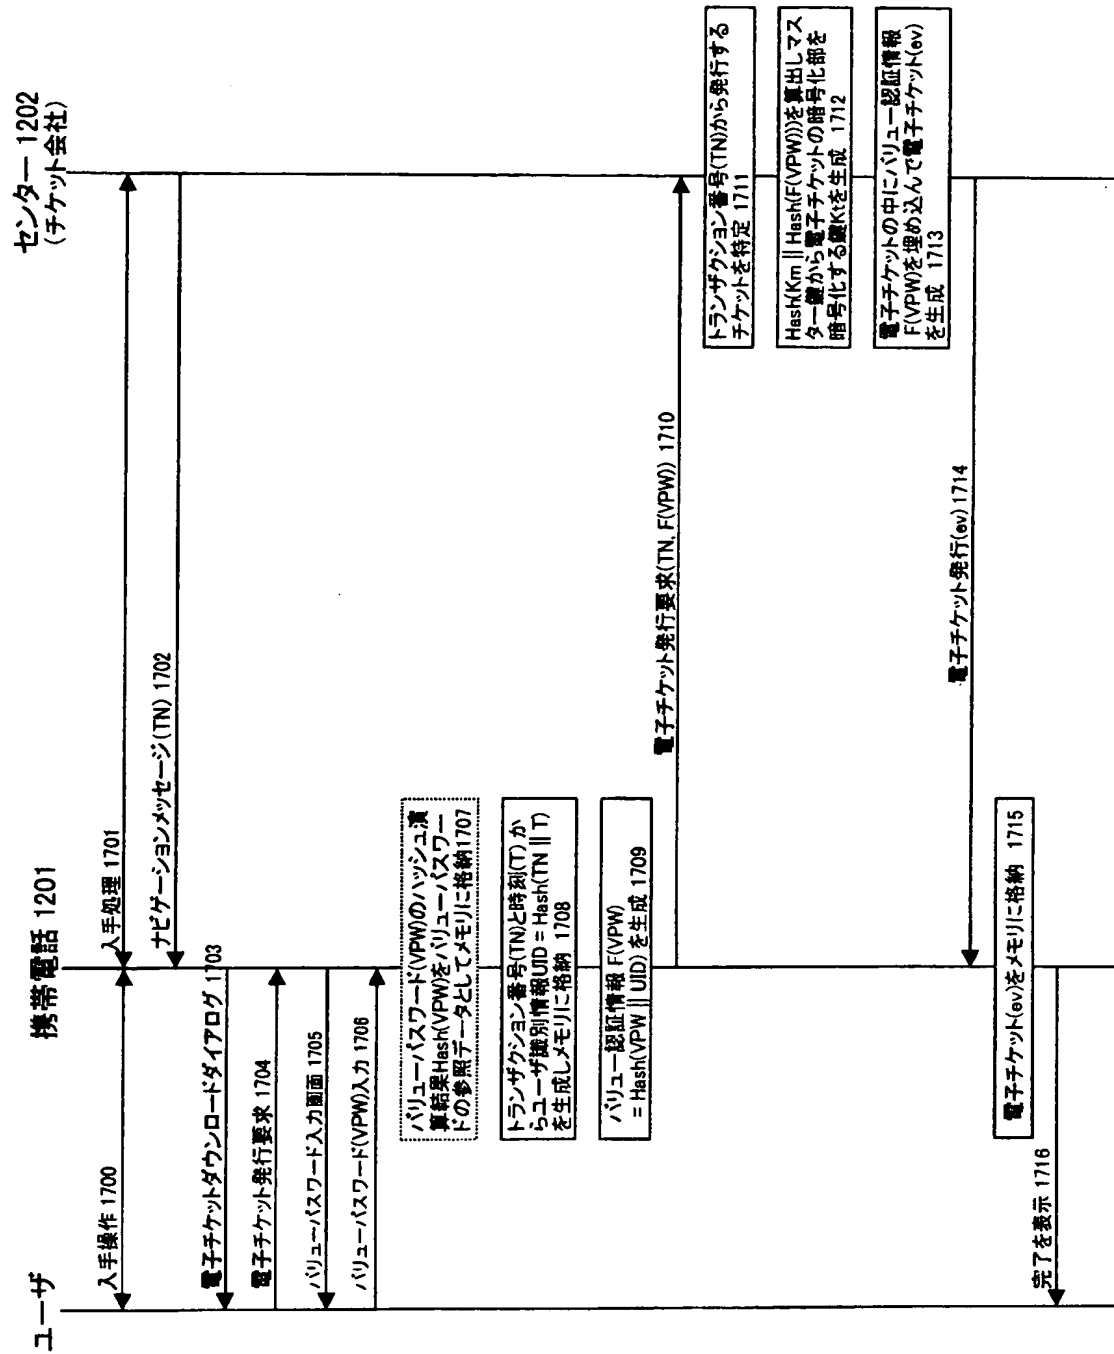 ユーザ
携帯電話 1201
センター 1202
(チケット会社)
入手操作 1700
入手処理 1701
ナビゲーションメッセージ(TN) 1702
電子チケットダウンロードダイアログ 1703
電子チケット発行要求 1704
バリューパスワード入力画面 1705
バリューパスワード(VPW)入力 1706
バリューパスワード(VPW)のハッシュ演
算結果Hash(VPW)をバリューパスワー
ドの参照データとしてメモリに格納1707
トランザクション番号(TN)と時刻(T)か
らユーザ識別情報UID = Hash(TN || T)
を生成しメモリに格納 1708
バリュー認証情報 F(VPW)
= Hash(VPW || UID) を生成 1709
電子チケット発行要求(TN, F(VPW)) 1710
トランザクション番号(TN)から発行する
チケットを特定 1711
Hash(Km || Hash(F(VPW)))を算出しマス
ター鍵から電子チケットの暗号化部を
暗号化する鍵Ktを生成 1712
電子チケットの中にバリュー認証情報
F(VPW)を埋め込んで電子チケット(ev)
を生成 1713
電子チケット発行(ev) 1714
電子チケット(ev)をメモリに格納 1715
完了を表示 1716